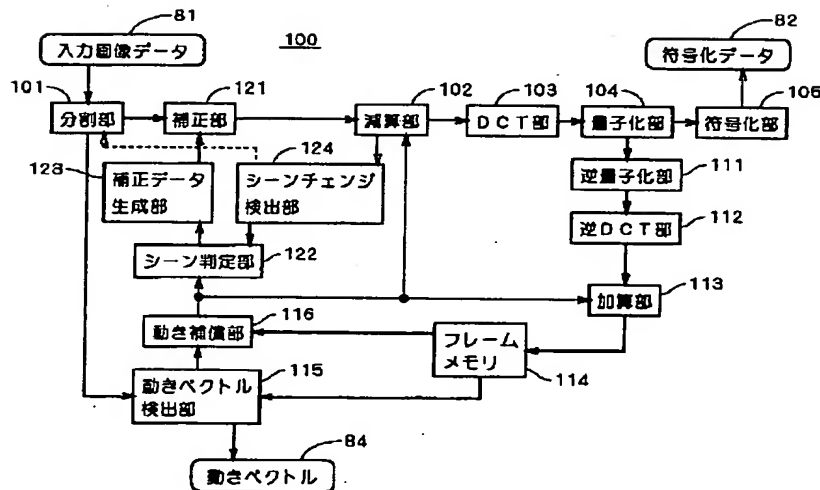 81
82
入力画像データ
100
符号化データ
101
121
102
103
104
105
分割部
補正部
減算部
DCT部
量子化部
符号化部
123
124
補正データ
生成部
シーンチェンジ
検出部
逆量子化部
111
逆DCT部
112
シーン判定部
122
加算部
113
116
動き補償部
フレーム
メモリ
114
115
動きベクトル
検出部
84
動きベクトル